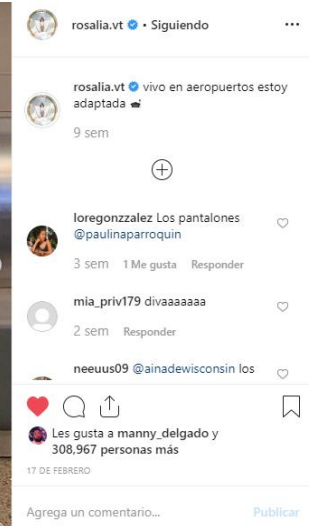 rosalia.vt • Siguiendo
rosalia.vt vivo en aeropuertos estoy
adaptada
9 sem
loregonzzalez Los pantalones
@paulinaparroquin
3 sem 1 Me gusta Responder
mia_priv179 divaaaaaaa
2 sem Responder
neeuus09 @ainadewisconsin los
Les gusta a manny_delgado y
308,967 personas más
17 DE FEBRERO
Agrega un comentario... Publicar